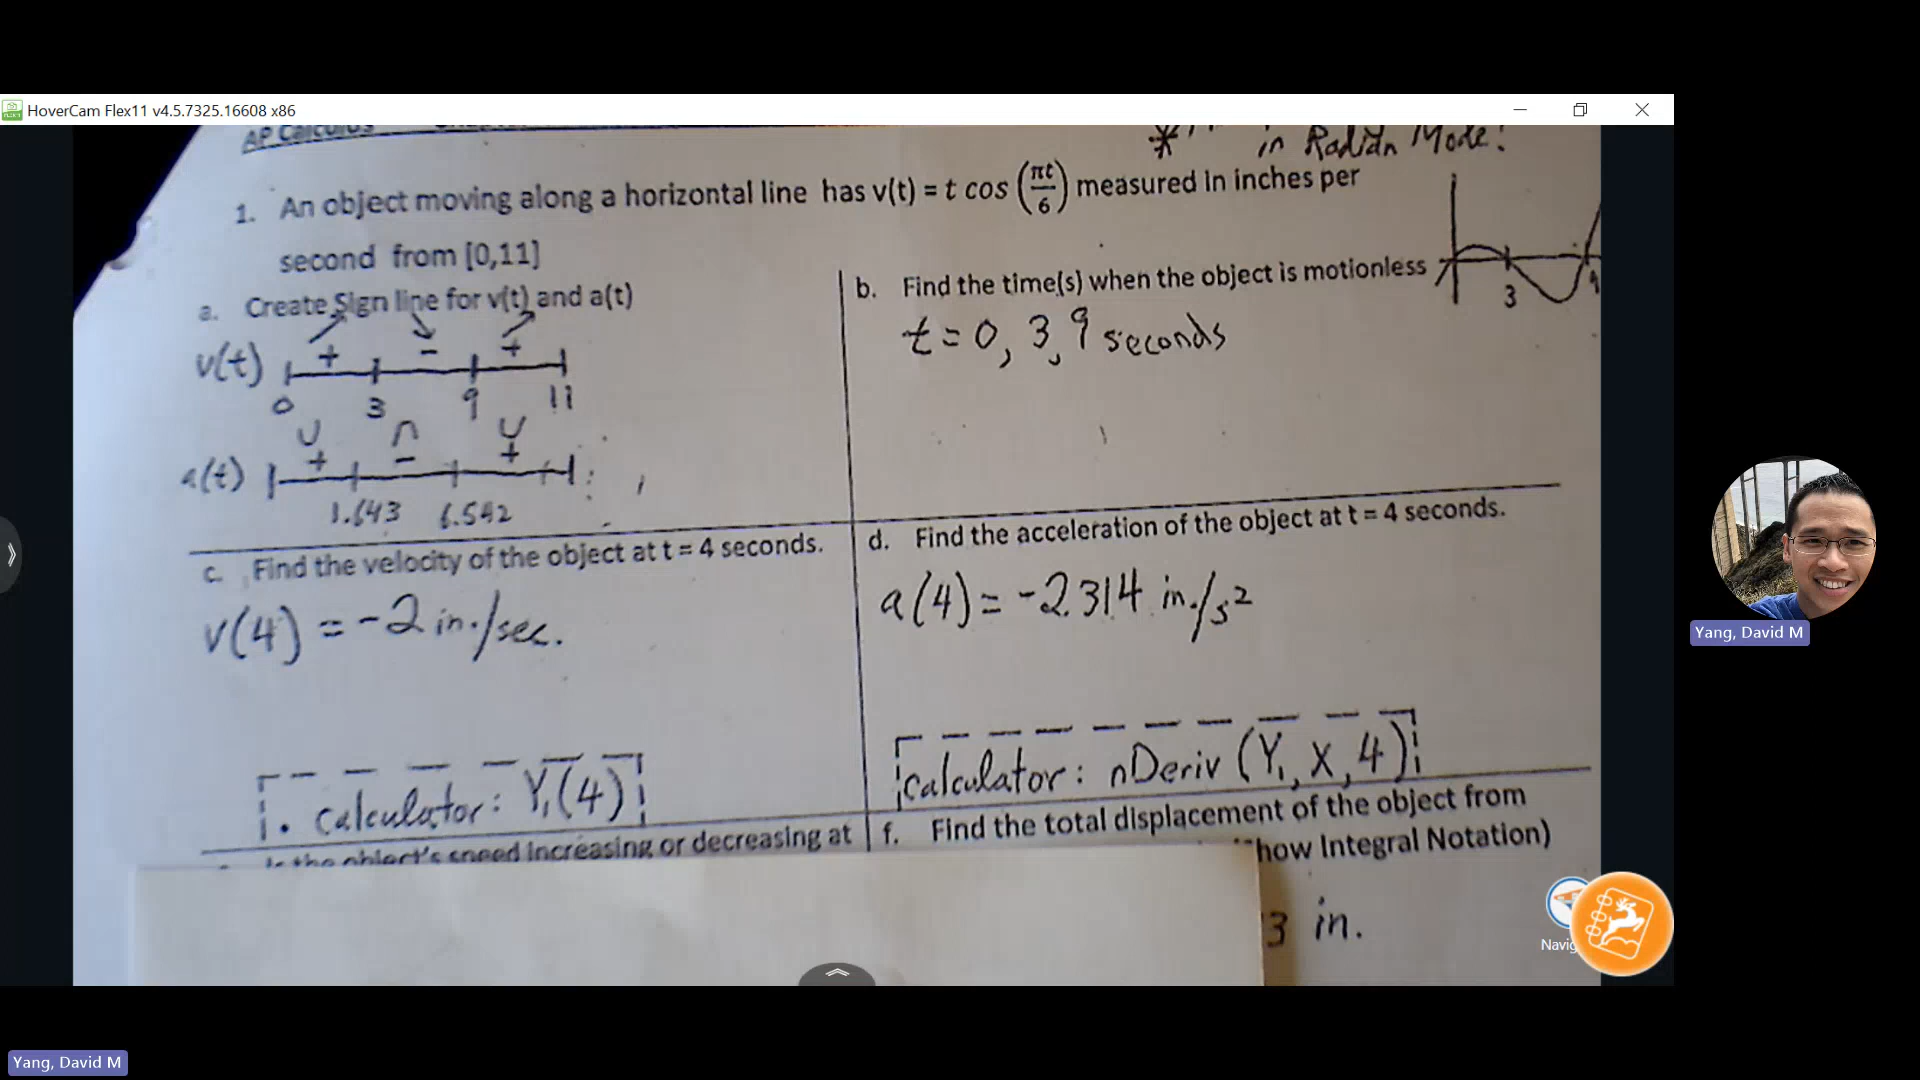 HoverCam Flex11 v4.5.7325.16608 x86
AP Calculus
* in Radian Mode!
1. An object moving along a horizontal line has v(t) = t cos (πt/6) measured in inches per
second from [0,11]
a. Create Sign line for v(t) and a(t)
v(t) + - +
0 3 9 11
∪ ∩ ∪
a(t) + - +
1.643 6.542
b. Find the time(s) when the object is motionless
3 9
t = 0, 3, 9 seconds
c. Find the velocity of the object at t = 4 seconds.
v(4) = -2 in./sec.
calculator: Y₁(4)
d. Find the acceleration of the object at t = 4 seconds.
a(4) = -2.314 in./s²
calculator: nDeriv(Y₁, X, 4)
Is the object's speed increasing or decreasing at
f. Find the total displacement of the object from
how Integral Notation)
3 in.
Navig
Yang, David M
Yang, David M